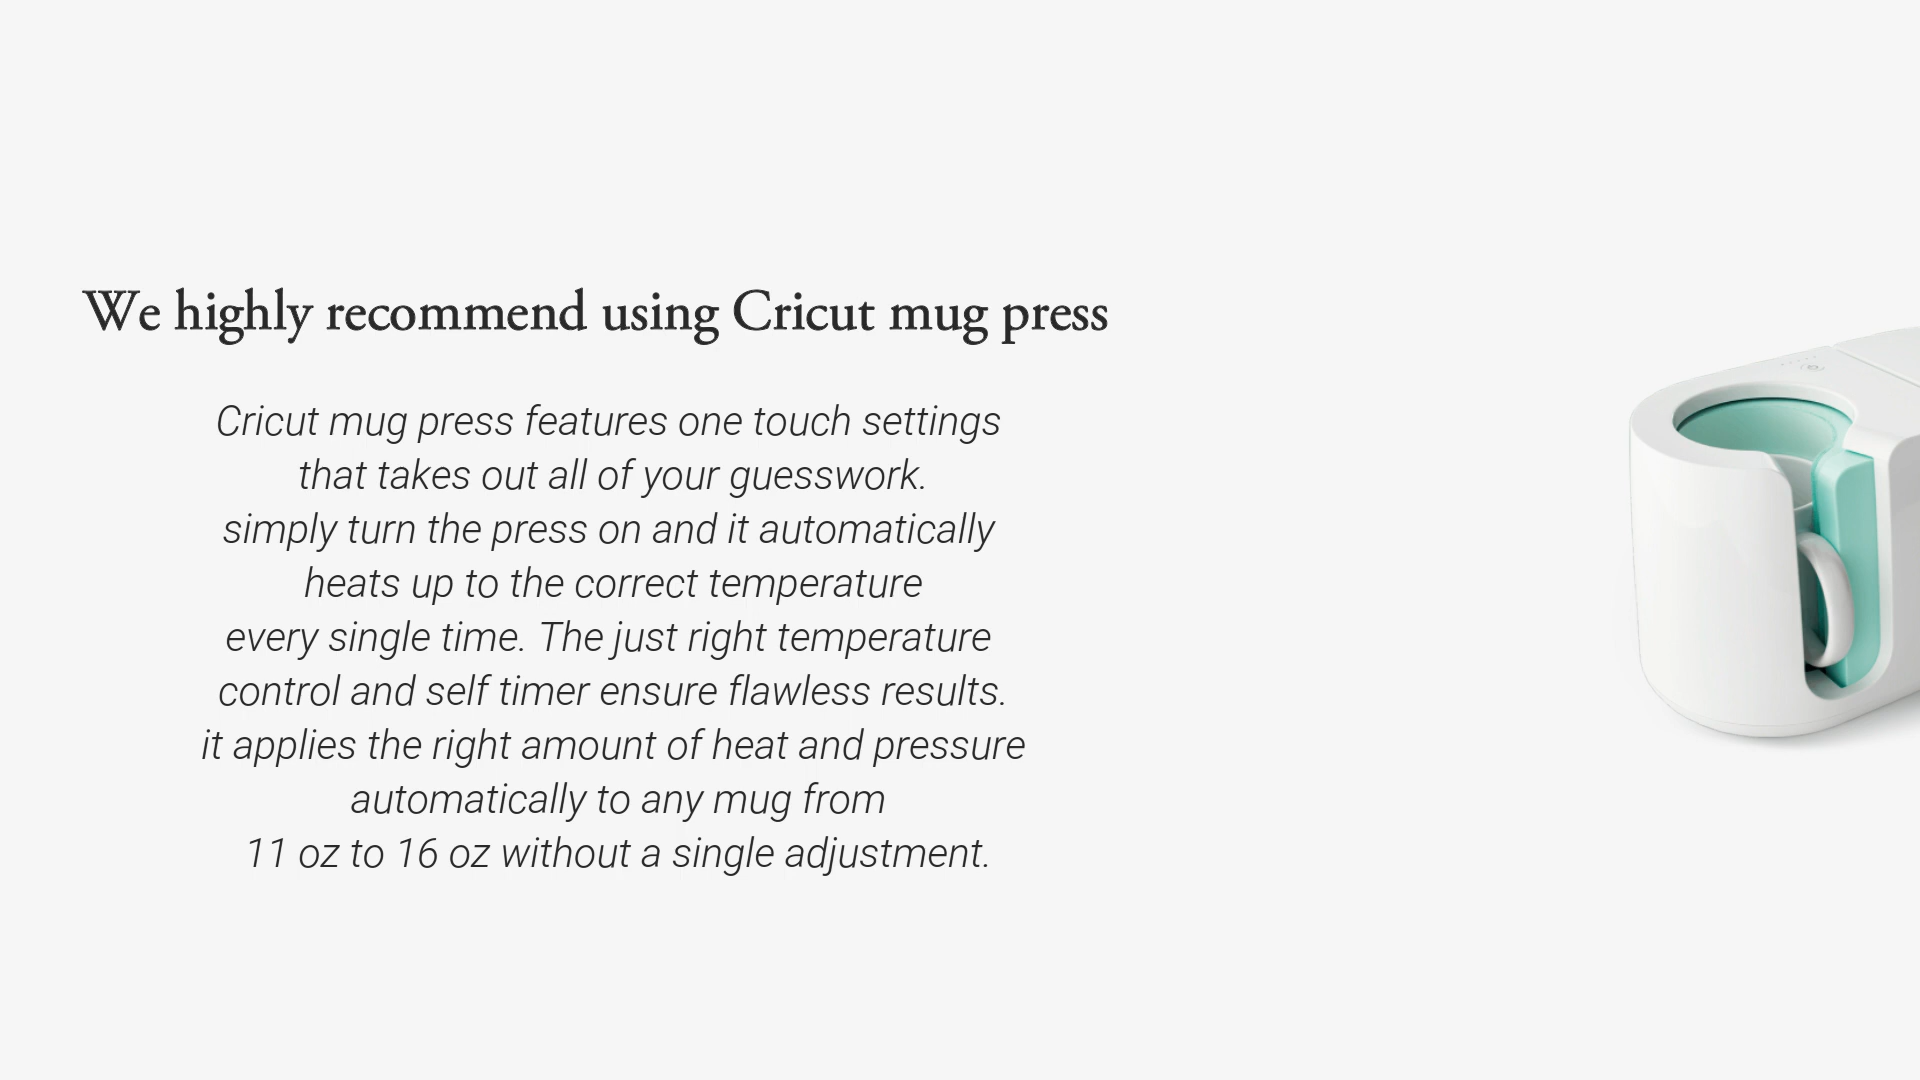 We highly recommend using Cricut mug press
Cricut mug press features one touch settings
that takes out all of your guesswork.
simply turn the press on and it automatically
heats up to the correct temperature
every single time. The just right temperature
control and self timer ensure flawless results.
it applies the right amount of heat and pressure
automatically to any mug from
11 oz to 16 oz without a single adjustment.